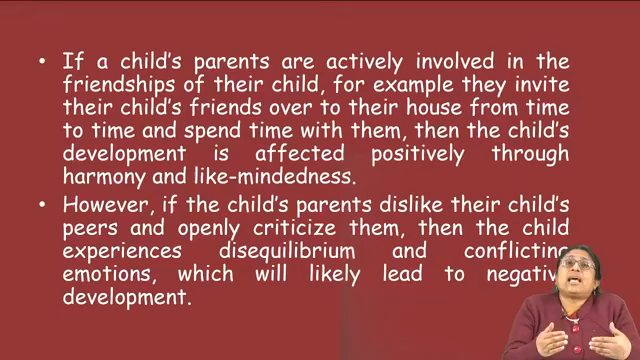 • If a child's parents are actively involved in the
friendships of their child, for example they invite
their child's friends over to their house from time
to time and spend time with them, then the child's
development is affected positively through
harmony and like-mindedness.
• However, if the child's parents dislike their child's
peers and openly criticize them, then the child
experiences disequilibrium and conflicting
emotions, which will likely lead to negative
development.